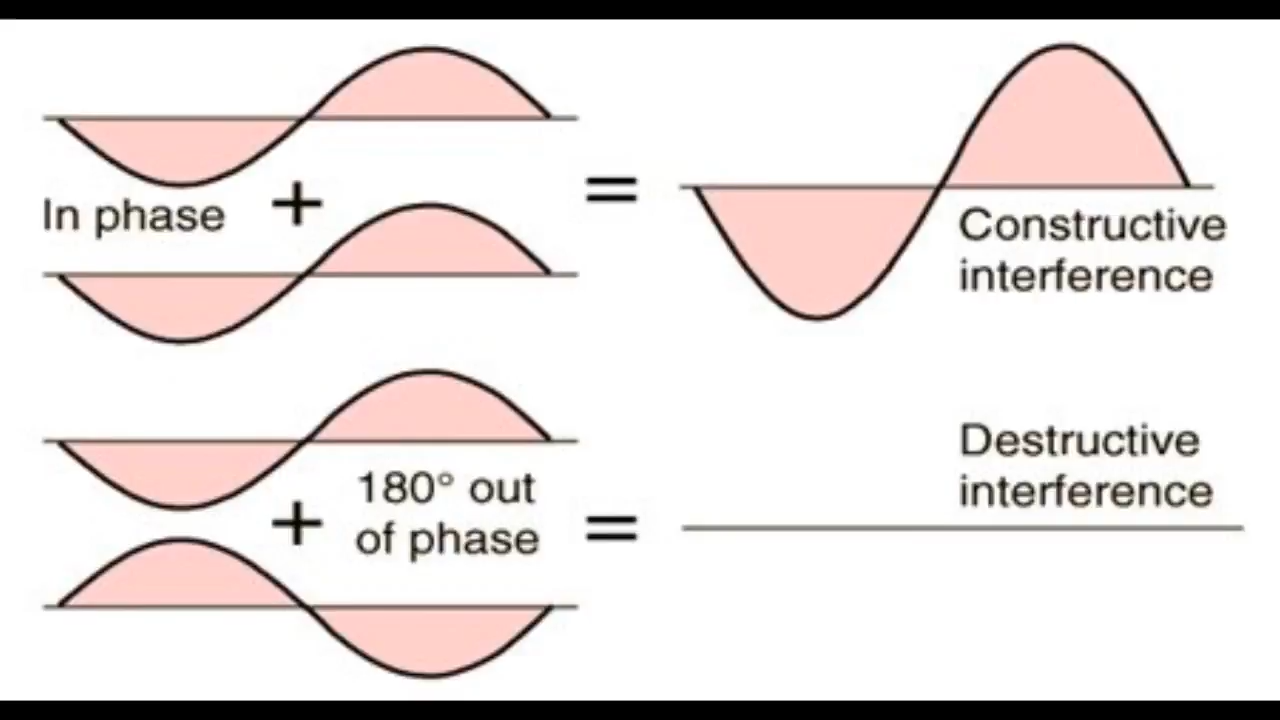 In phase
+
=
Constructive
interference
180° out
of phase
+
=
Destructive
interference